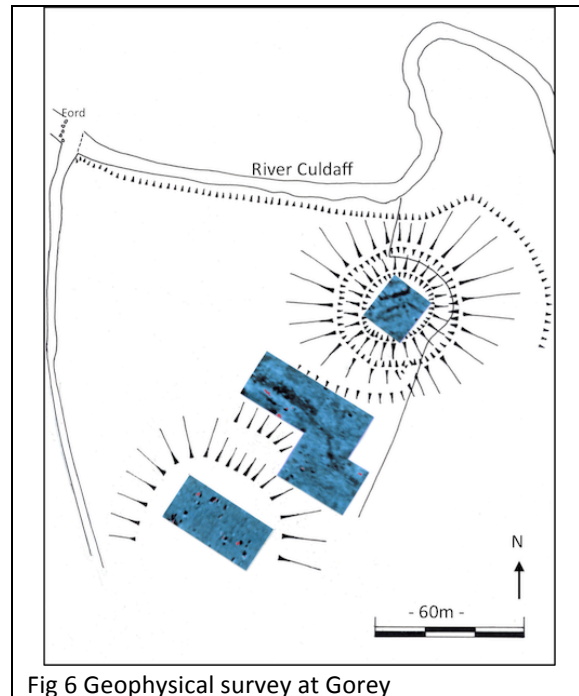 Ford
River Culdaff
N
- 60m -
Fig 6 Geophysical survey at Gorey